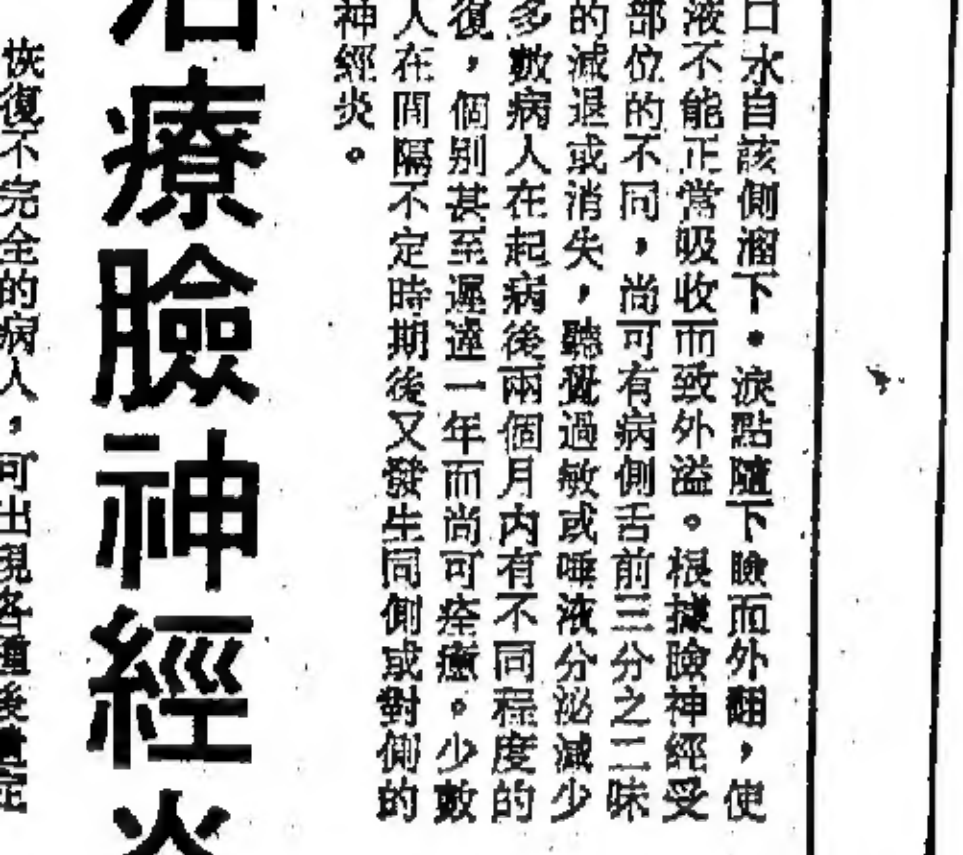 口水自該側溜下。淚點隨下瞼而外翻，使
液不能正常吸收而致外溢。根據臉神經受
部位的不同，尚可有病側舌前三分之二味
的減退或消失，聽覺過敏或唾液分泌減少
多數病人在起病後兩個月內有不同程度的
復，個別甚至遲達一年而尚可痊癒。少數
人在間隔不定時期後又發生同側或對側的
神經炎。
治療臉神經炎
恢復不完全的病人，可出現各種後遺症